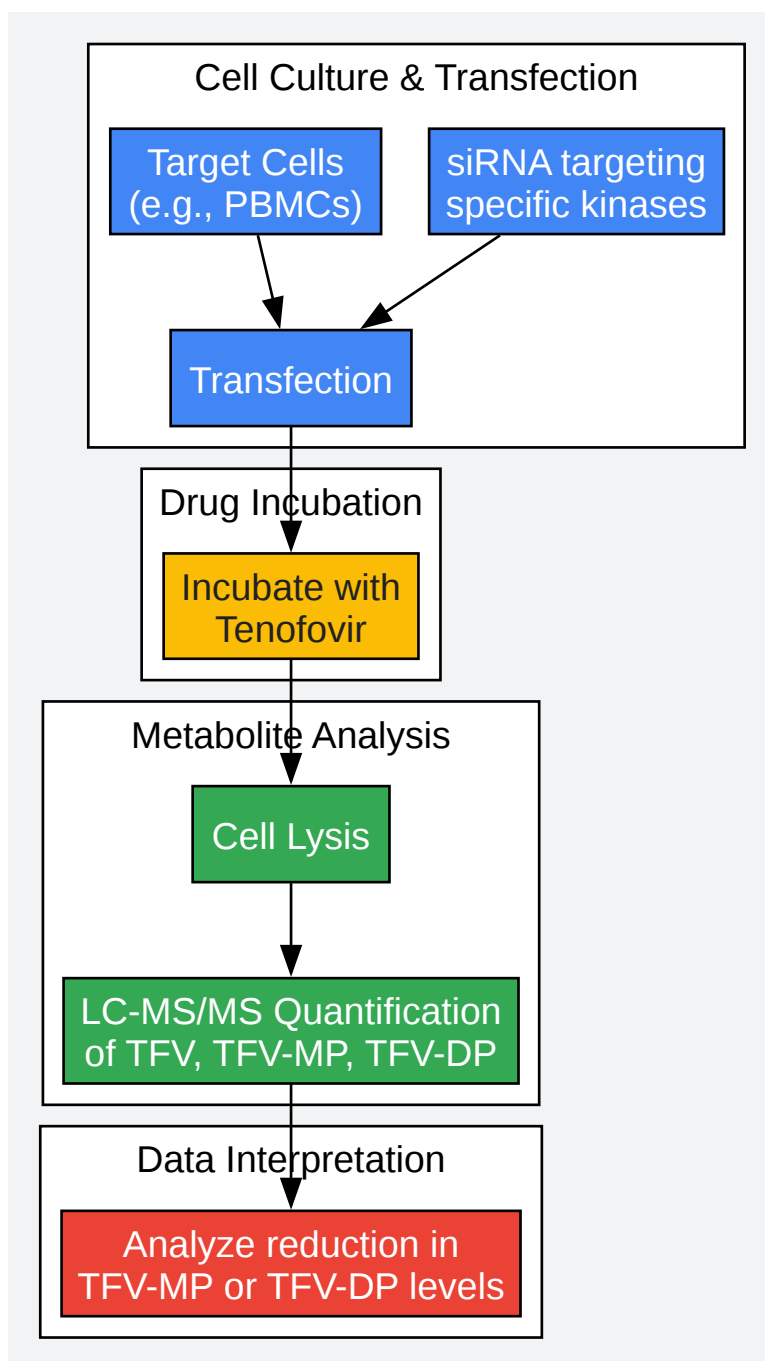 Cell Culture & Transfection
Target Cells
(e.g., PBMCs)
siRNA targeting
specific kinases
Transfection
Drug Incubation
Incubate with
Tenofovir
Metabolite Analysis
Cell Lysis
LC-MS/MS Quantification
of TFV, TFV-MP, TFV-DP
Data Interpretation
Analyze reduction in
TFV-MP or TFV-DP levels